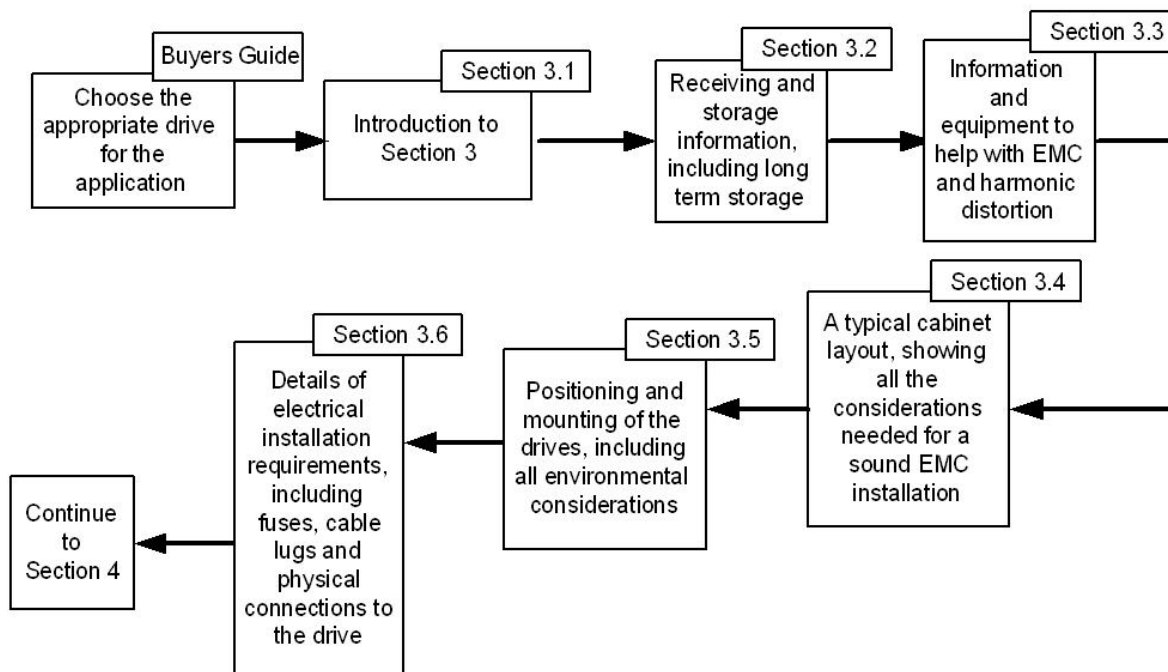 Buyers Guide
Choose the
appropriate drive
for the
application
Section 3.1
Introduction to
Section 3
Section 3.2
Receiving and
storage
information,
including long
term storage
Section 3.3
Information
and
equipment to
help with EMC
and harmonic
distortion
Section 3.4
A typical cabinet
layout, showing
all the
considerations
needed for a
sound EMC
installation
Section 3.5
Positioning and
mounting of the
drives, including
all environmental
considerations
Section 3.6
Details of
electrical
installation
requirements,
including
fuses, cable
lugs and
physical
connections to
the drive
Continue
to
Section 4